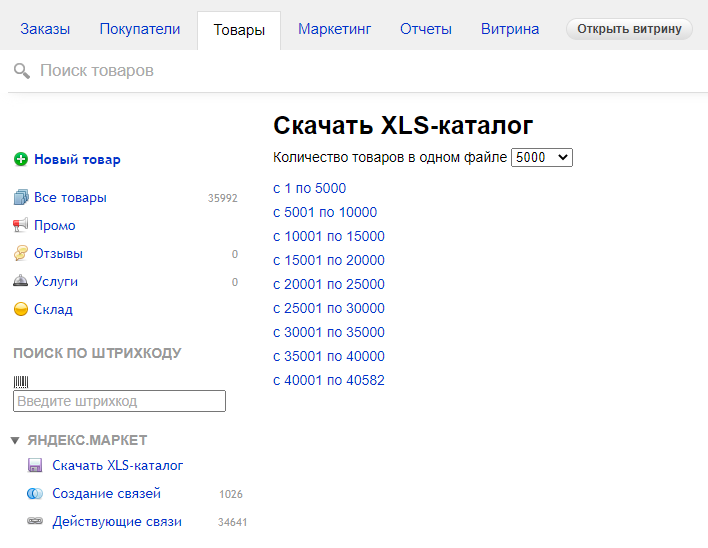 Заказы Покупатели Товары Маркетинг Отчеты Витрина Открыть витрину
Поиск товаров
Скачать XLS-каталог
Количество товаров в одном файле 5000
с 1 по 5000
с 5001 по 10000
с 10001 по 15000
с 15001 по 20000
с 20001 по 25000
с 25001 по 30000
с 30001 по 35000
с 35001 по 40000
с 40001 по 40582
Новый товар
Все товары 35992
Промо
Отзывы 0
Услуги 0
Склад
ПОИСК ПО ШТРИХКОДУ
Введите штрихкод
ЯНДЕКС.МАРКЕТ
Скачать XLS-каталог
Создание связей 1026
Действующие связи 34641